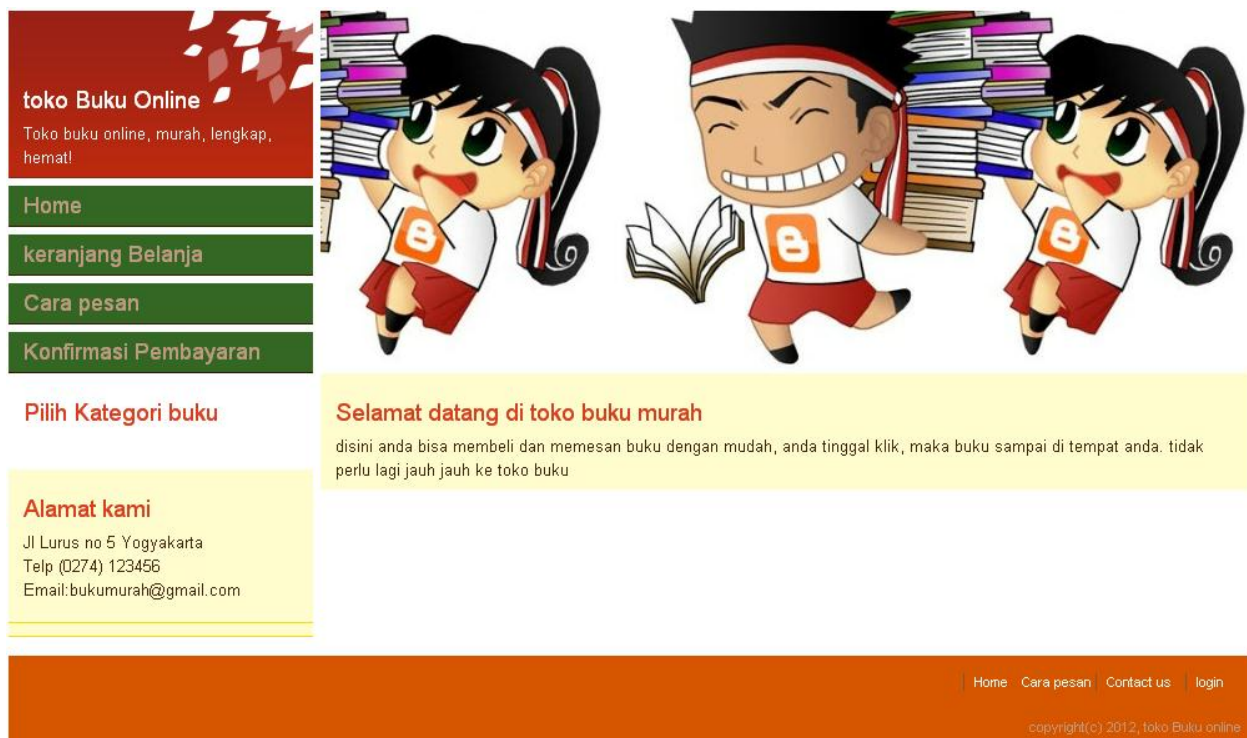 toko Buku Online
Toko buku online, murah, lengkap,
hemat!
Home
keranjang Belanja
Cara pesan
Konfirmasi Pembayaran
Pilih Kategori buku
Alamat kami
Jl Lurus no 5 Yogyakarta
Telp (0274) 123456
Email:bukumurah@gmail.com
Selamat datang di toko buku murah
disini anda bisa membeli dan memesan buku dengan mudah, anda tinggal klik, maka buku sampai di tempat anda. tidak
perlu lagi jauh jauh ke toko buku
| Home Cara pesan | Contact us | login
copyright(c) 2012, toko Buku online